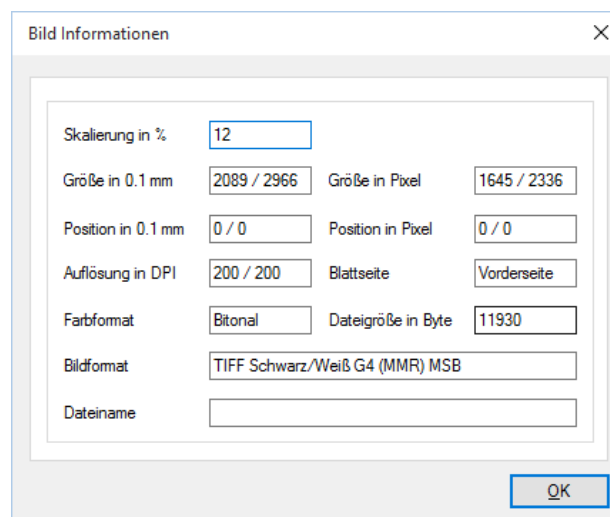 Bild Informationen
Skalierung in % 12
Größe in 0.1 mm 2089 / 2966 Größe in Pixel 1645 / 2336
Position in 0.1 mm 0 / 0 Position in Pixel 0 / 0
Auflösung in DPI 200 / 200 Blattseite Vorderseite
Farbformat Bitonal Dateigröße in Byte 11930
Bildformat TIFF Schwarz/Weiß G4 (MMR) MSB
Dateiname
OK